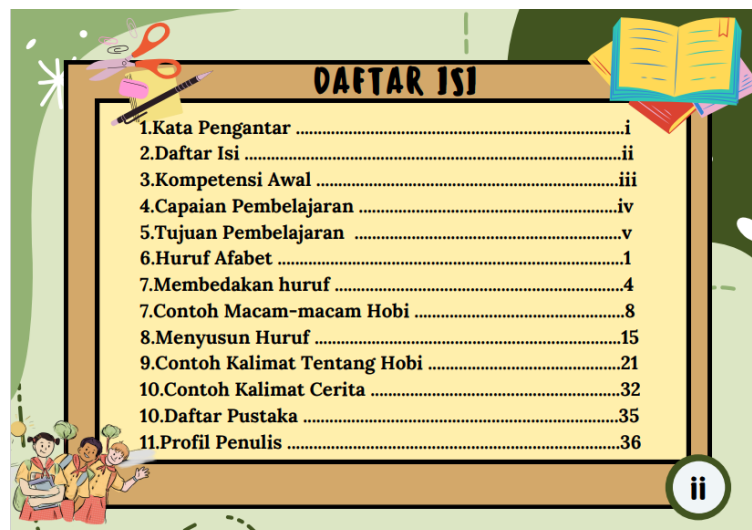 DAFTAR ISI
1.Kata Pengantar ........................................................................i
2.Daftar Isi ...................................................................................ii
3.Kompetensi Awal ..................................................................iii
4.Capaian Pembelajaran .........................................................iv
5.Tujuan Pembelajaran ..........................................................v
6.Huruf Afabet ...........................................................................1
7.Membedakan huruf ...............................................................4
7.Contoh Macam-macam Hobi ..............................................8
8.Menyusun Huruf ...................................................................15
9.Contoh Kalimat Tentang Hobi ..........................................21
10.Contoh Kalimat Cerita ......................................................32
10.Daftar Pustaka .....................................................................35
11.Profil Penulis .........................................................................36
ii